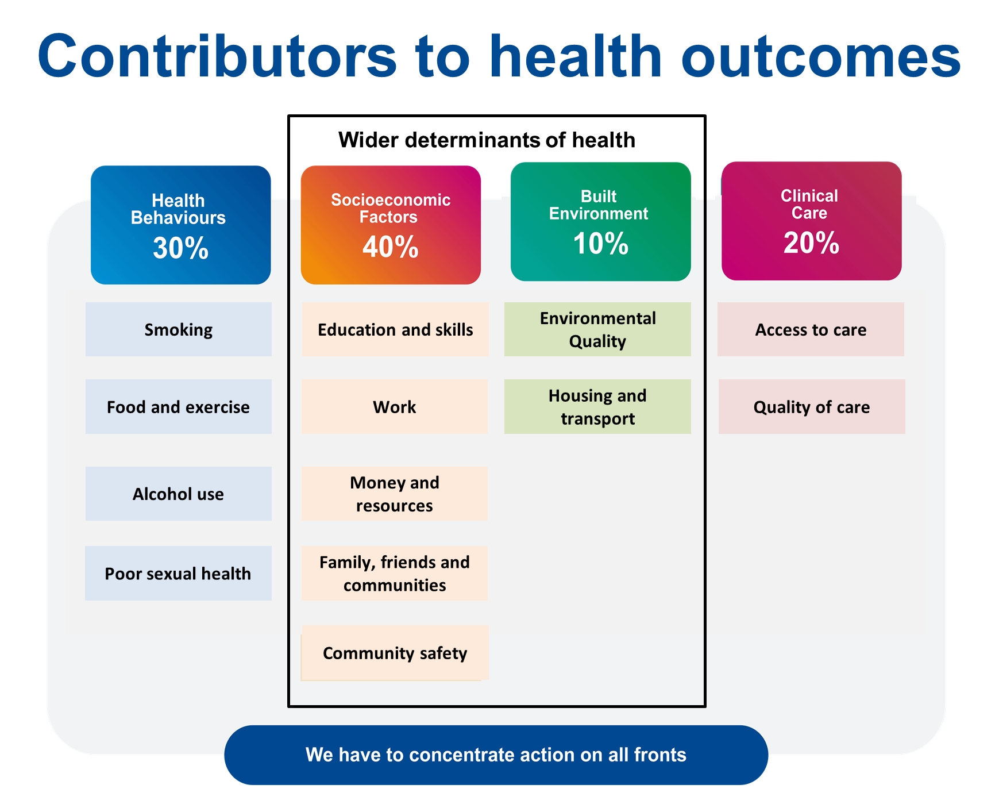 Contributors to health outcomes
Wider determinants of health
Health
Behaviours
30%
Socioeconomic
Factors
40%
Built
Environment
10%
Clinical
Care
20%
Smoking
Food and exercise
Alcohol use
Poor sexual health
Education and skills
Work
Money and
resources
Family, friends and
communities
Community safety
Environmental
Quality
Housing and
transport
Access to care
Quality of care
We have to concentrate action on all fronts